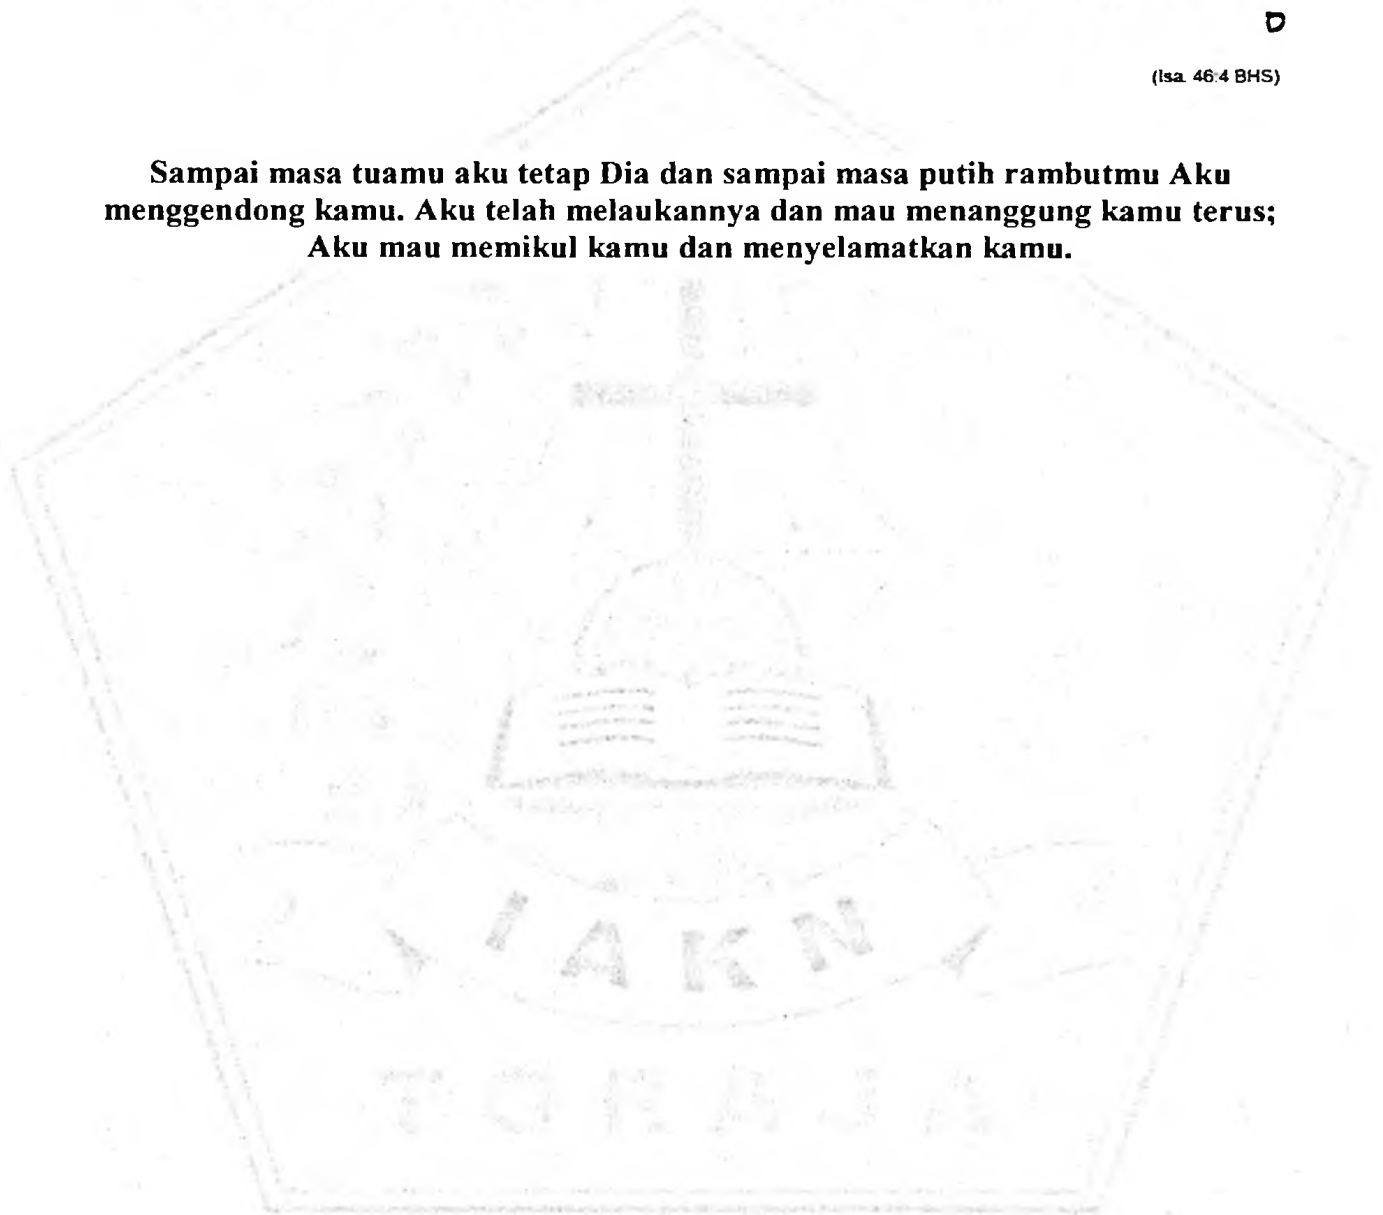 ס
(Isa. 46:4 BHS)
Sampai masa tuamu aku tetap Dia dan sampai masa putih rambutmu Aku
menggendong kamu. Aku telah melaukannya dan mau menanggung kamu terus;
Aku mau memikul kamu dan menyelamatkan kamu.
IAKN
TORAJA